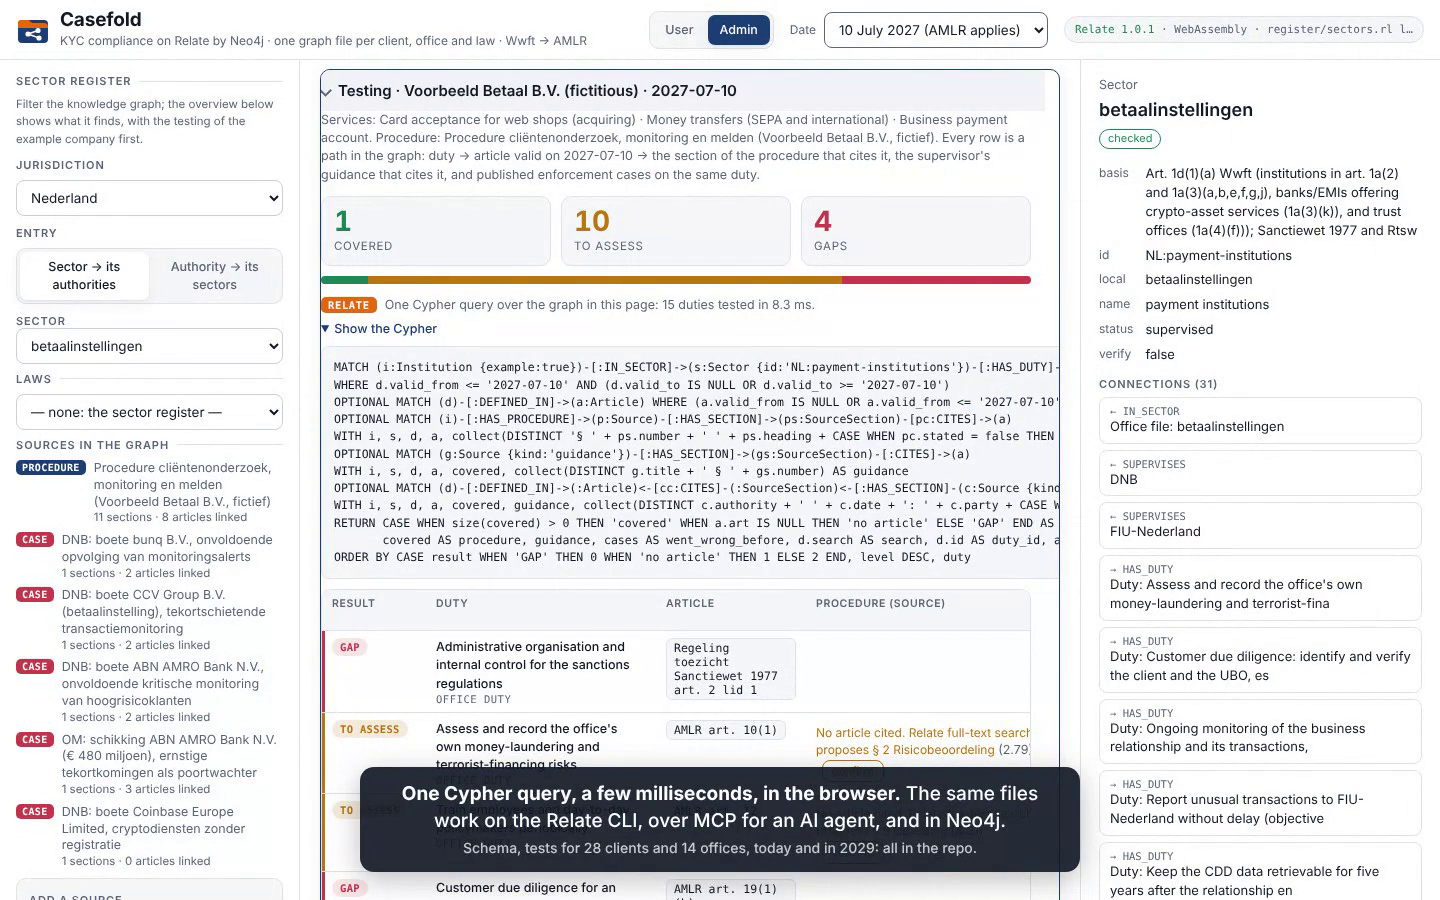 Casefold
KYC compliance on Relate by Neo4j · one graph file per client, office and law · Wwft → AMLR
User
Admin
Date
10 July 2027 (AMLR applies)
Relate 1.0.1 · WebAssembly · register/sectors.rl l…
SECTOR REGISTER
Filter the knowledge graph; the overview below
shows what it finds, with the testing of the
example company first.
JURISDICTION
Nederland
ENTRY
Sector → its
authorities
Authority → its
sectors
SECTOR
betaalinstellingen
LAWS
— none: the sector register —
SOURCES IN THE GRAPH
PROCEDURE
Procedure cliëntenonderzoek,
monitoring en melden
(Voorbeeld Betaal B.V., fictief)
11 sections · 8 articles linked
CASE
DNB: boete bunq B.V., onvoldoende
opvolging van monitoringsalerts
1 sections · 2 articles linked
CASE
DNB: boete CCV Group B.V.
(betaalinstelling), tekortschietende
transactiemonitoring
1 sections · 2 articles linked
CASE
DNB: boete ABN AMRO Bank N.V.,
onvoldoende kritische monitoring
van hoogrisicoklanten
1 sections · 2 articles linked
CASE
OM: schikking ABN AMRO Bank N.V.
(€ 480 miljoen), ernstige
tekortkomingen als poortwachter
1 sections · 3 articles linked
CASE
DNB: boete Coinbase Europe
Limited, cryptodiensten zonder
registratie
1 sections · 0 articles linked
ADD A SOURCE
Testing · Voorbeeld Betaal B.V. (fictitious) · 2027-07-10
Services: Card acceptance for web shops (acquiring) · Money transfers (SEPA and international) · Business payment
account. Procedure: Procedure cliëntenonderzoek, monitoring en melden (Voorbeeld Betaal B.V., fictief). Every row is a
path in the graph: duty → article valid on 2027-07-10 → the section of the procedure that cites it, the supervisor's
guidance that cites it, and published enforcement cases on the same duty.
1
COVERED
10
TO ASSESS
4
GAPS
RELATE One Cypher query over the graph in this page: 15 duties tested in 8.3 ms.
▼ Show the Cypher
MATCH (i:Institution {example:true})-[:IN_SECTOR]->(s:Sector {id:'NL:payment-institutions'})-[:HAS_DUTY]-
WHERE d.valid_from <= '2027-07-10' AND (d.valid_to IS NULL OR d.valid_to >= '2027-07-10')
OPTIONAL MATCH (d)-[:DEFINED_IN]->(a:Article) WHERE (a.valid_from IS NULL OR a.valid_from <= '2027-07-10'
OPTIONAL MATCH (i)-[:HAS_PROCEDURE]->(p:Source)-[:HAS_SECTION]->(ps:SourceSection)-[pc:CITES]->(a)
WITH i, s, d, a, collect(DISTINCT '§ ' + ps.number + ' ' + ps.heading + CASE WHEN pc.stated = false THEN
OPTIONAL MATCH (g:Source {kind:'guidance'})-[:HAS_SECTION]->(gs:SourceSection)-[:CITES]->(a)
WITH i, s, d, a, covered, collect(DISTINCT g.title + ' § ' + gs.number) AS guidance
OPTIONAL MATCH (d)-[:DEFINED_IN]->(:Article)<-[cc:CITES]-(:SourceSection)<-[:HAS_SECTION]-(c:Source {kind
WITH i, s, d, a, covered, guidance, collect(DISTINCT c.authority + ' ' + c.date + ': ' + c.party + CASE W
RETURN CASE WHEN size(covered) > 0 THEN 'covered' WHEN a.art IS NULL THEN 'no article' ELSE 'GAP' END AS
covered AS procedure, guidance, cases AS went_wrong_before, d.search AS search, d.id AS duty_id, a
ORDER BY CASE result WHEN 'GAP' THEN 0 WHEN 'no article' THEN 1 ELSE 2 END, level DESC, duty
RESULT DUTY ARTICLE PROCEDURE (SOURCE)
GAP
Administrative organisation and
internal control for the sanctions
regulations
OFFICE DUTY
Regeling
toezicht
Sanctiewet 1977
art. 2 lid 1
TO ASSESS
Assess and record the office's
own money-laundering and
terrorist-financing risks
AMLR art. 10(1)
No article cited. Relate full-text search
proposes § 2 Risicobeoordeling (2.79)
GAP
Customer due diligence for an
AMLR art. 19(1)
One Cypher query, a few milliseconds, in the browser. The same files
work on the Relate CLI, over MCP for an AI agent, and in Neo4j.
Schema, tests for 28 clients and 14 offices, today and in 2029: all in the repo.
Sector
betaalinstellingen
checked
basis Art. 1d(1)(a) Wwft (institutions in art. 1a(2)
and 1a(3)(a,b,e,f,g,j), banks/EMIs offering
crypto-asset services (1a(3)(k)), and trust
offices (1a(4)(f))); Sanctiewet 1977 and Rtsw
id NL:payment-institutions
local betaalinstellingen
name payment institutions
status supervised
verify false
CONNECTIONS (31)
← IN_SECTOR
Office file: betaalinstellingen
← SUPERVISES
DNB
← SUPERVISES
FIU-Nederland
→ HAS_DUTY
Duty: Assess and record the office's own
money-laundering and terrorist-fina
→ HAS_DUTY
Duty: Customer due diligence: identify and verify
the client and the UBO, es
→ HAS_DUTY
Duty: Ongoing monitoring of the business
relationship and its transactions,
→ HAS_DUTY
Duty: Report unusual transactions to FIU-
Nederland without delay (objective
→ HAS_DUTY
Duty: Keep the CDD data retrievable for five
years after the relationship en